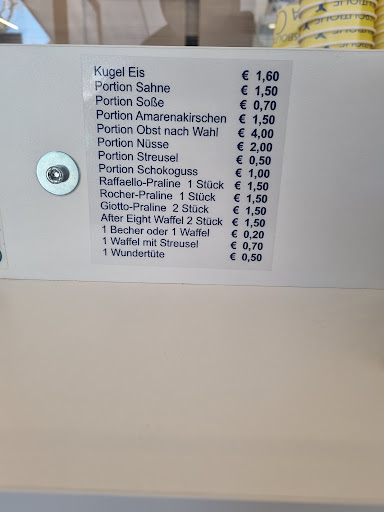 Kugel Eis € 1,60
Portion Sahne € 1,50
Portion Soße € 0,70
Portion Amarenakirschen € 1,50
Portion Obst nach Wahl € 4,00
Portion Nüsse € 2,00
Portion Streusel € 0,50
Portion Schokoguss € 1,00
Raffaello-Praline 1 Stück € 1,50
Rocher-Praline 1 Stück € 1,50
Giotto-Praline 2 Stück € 1,50
After Eight Waffel 2 Stück € 1,50
1 Becher oder 1 Waffel € 0,20
1 Waffel mit Streusel € 0,70
1 Wundertüte € 0,50